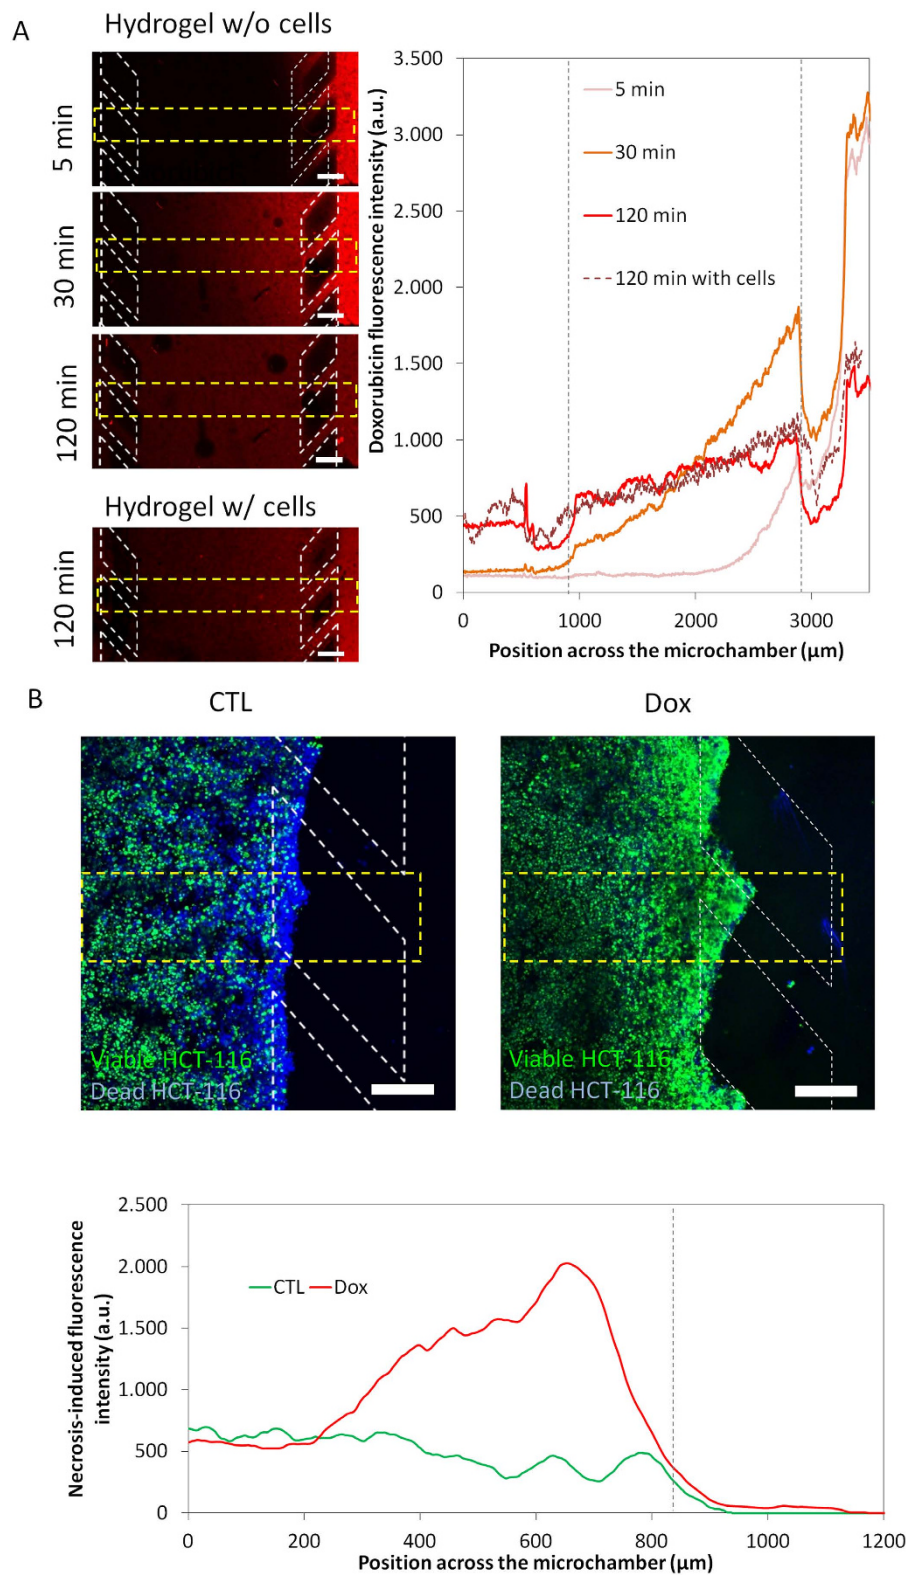 A
Hydrogel w/o cells
5 min
30 min
120 min
Hydrogel w/ cells
120 min
Doxorubicin fluorescence intensity (a.u.)
3.500
3.000
2.500
2.000
1.500
1.000
500
0
5 min
30 min
120 min
120 min with cells
0 1000 2000 3000
Position across the microchamber (µm)
B
CTL
Viable HCT-116
Dead HCT-116
Dox
Viable HCT-116
Dead HCT-116
Necrosis-induced fluorescence
intensity (a.u.)
2.500
2.000
1.500
1.000
500
0
CTL Dox
0 200 400 600 800 1000 1200
Position across the microchamber (µm)